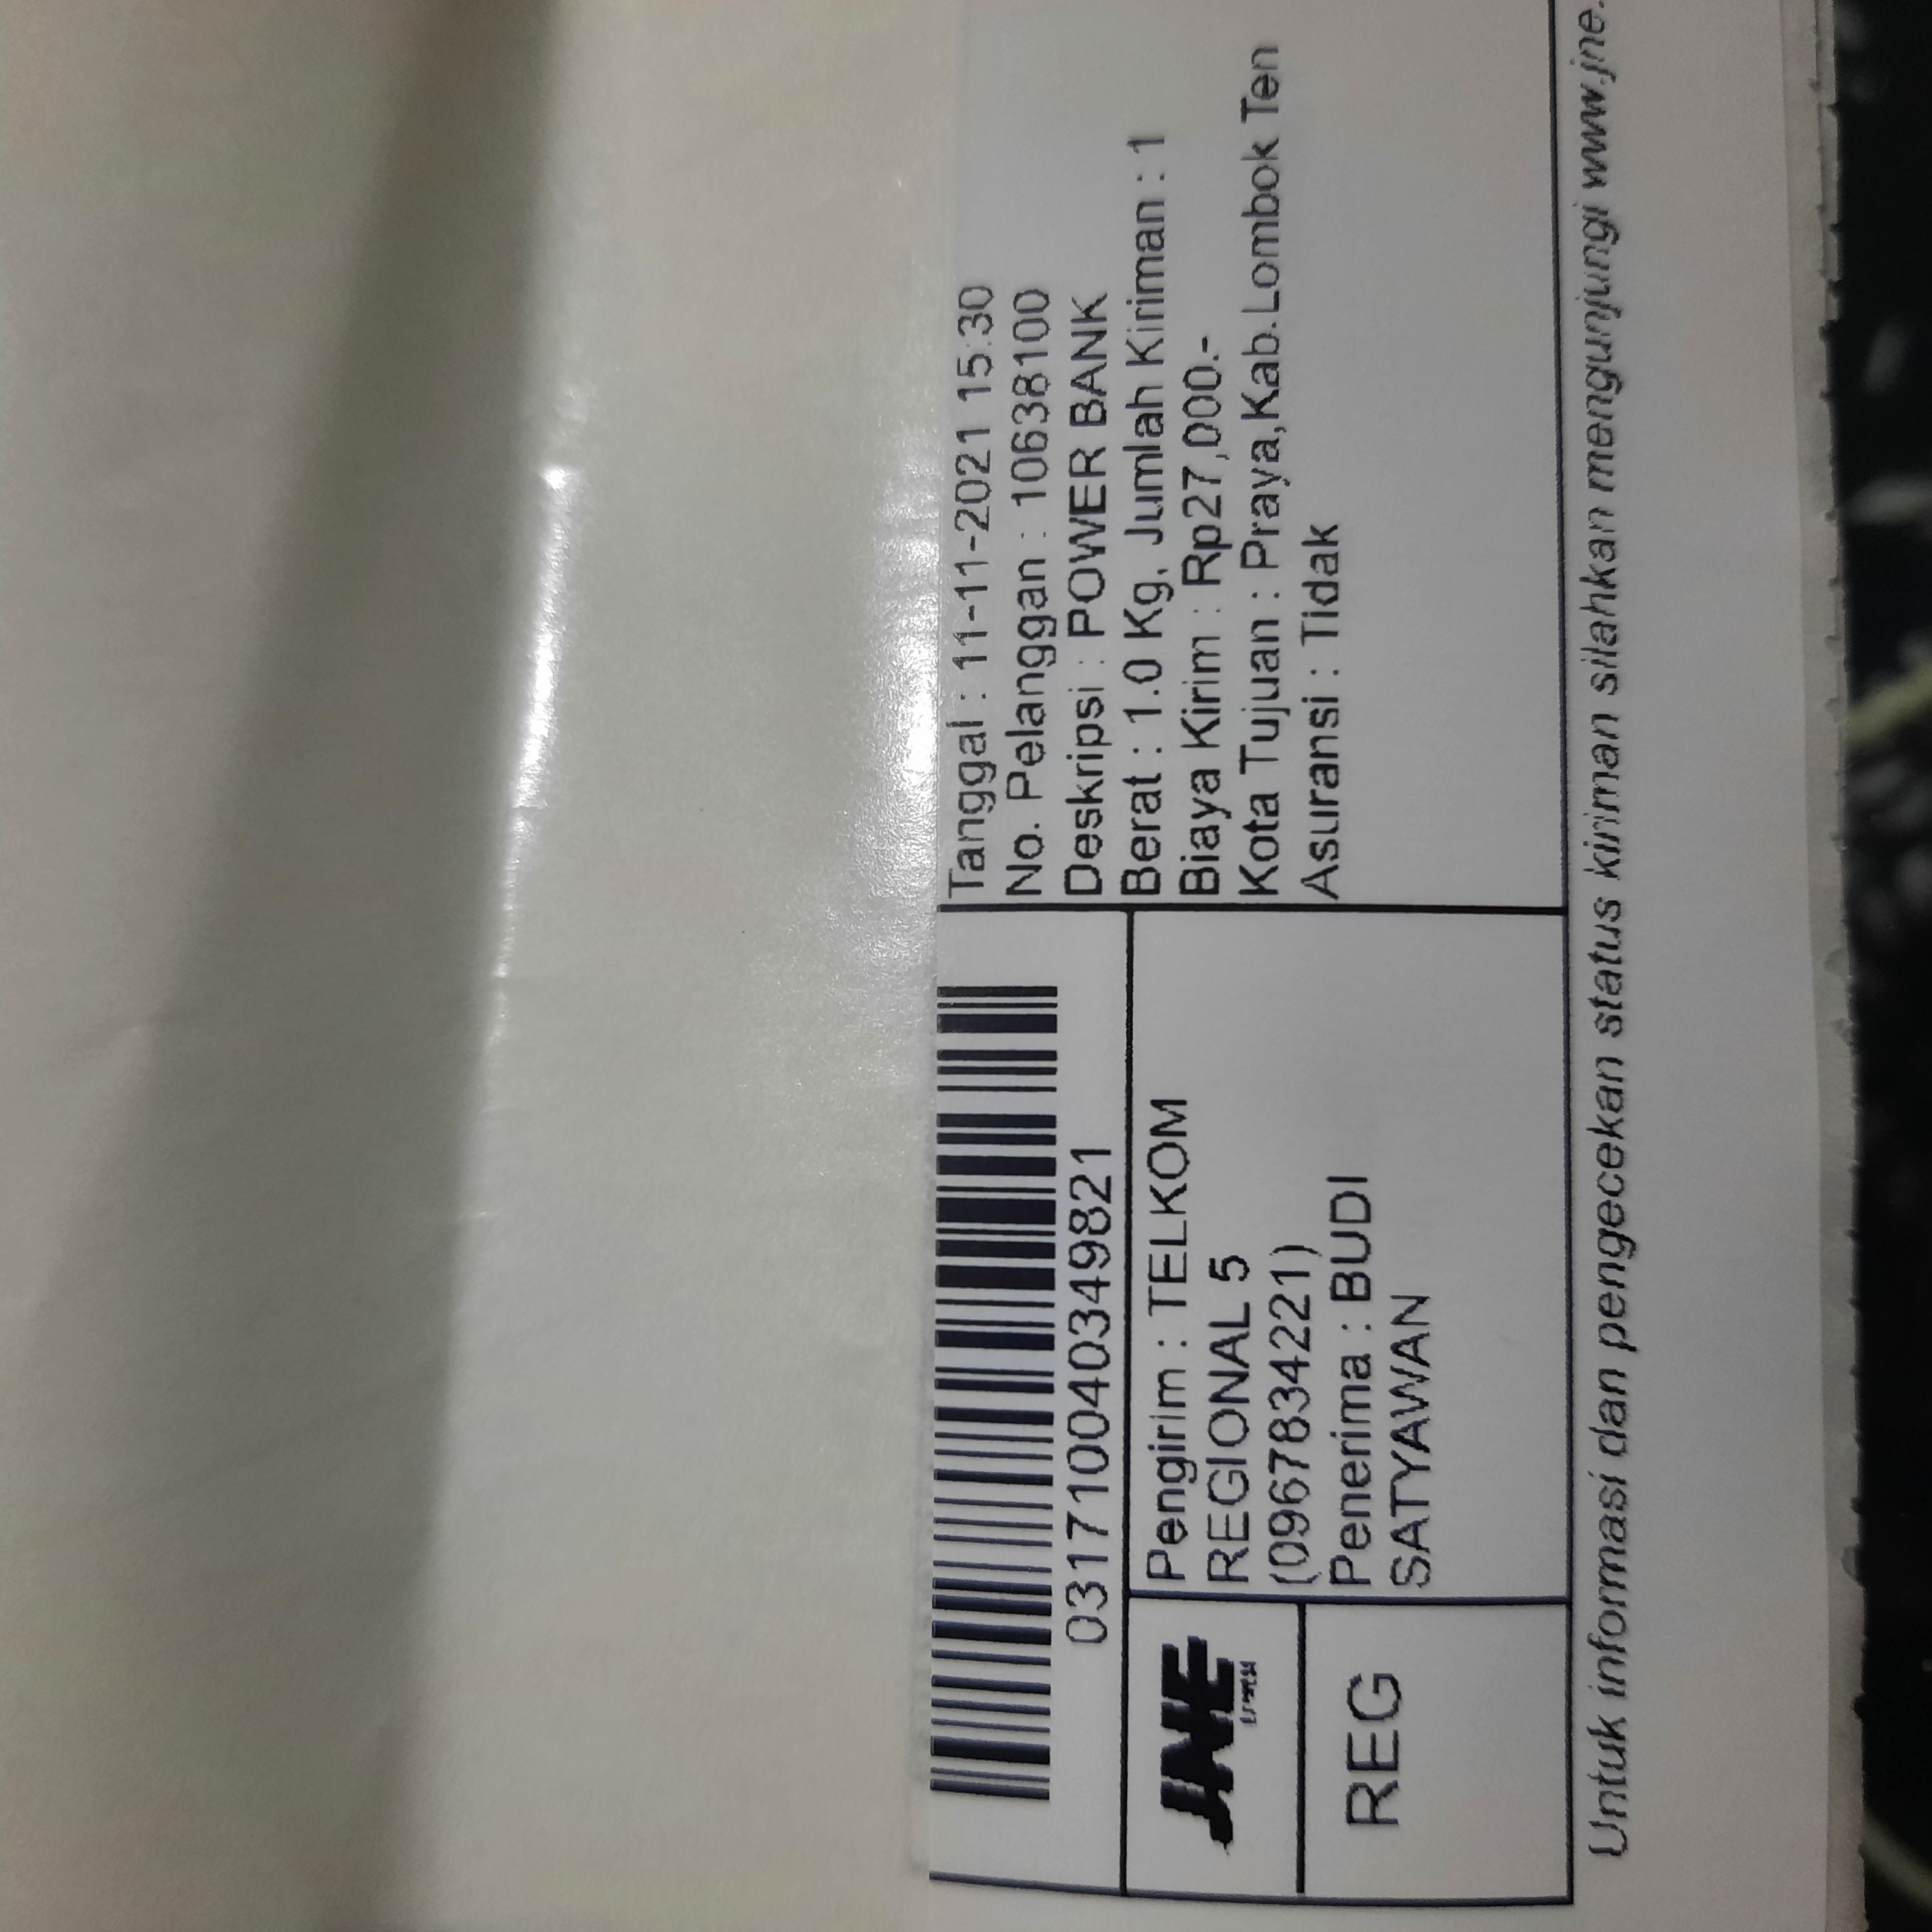 031710040349821
JNE
REG
Pengirim : TELKOM
REGIONAL 5
(0967834221)
Penerima : BUDI
SATYAWAN
Tanggal : 11-11-2021 15:30
No. Pelanggan : 10638100
Deskripsi : POWER BANK
Berat : 1.0 Kg, Jumlah Kiriman : 1
Biaya Kirim : Rp27,000.-
Kota Tujuan : Praya,Kab.Lombok Ten
Asuransi : Tidak
Untuk informasi dan pengecekan status kiriman silahkan mengunjungi www.jne.